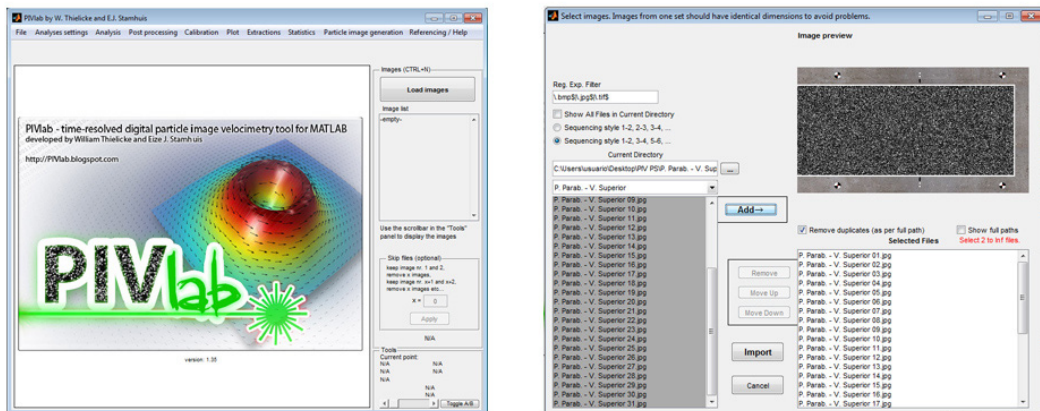 PIVlab by W. Thielicke and E.J. Stamhuis
File Analyses settings Analysis Post processing Calibration Plot Extractions Statistics Particle image generation Referencing / Help
PIVlab - time-resolved digital particle image velocimetry tool for MATLAB
developed by William Thielicke and Eize J. Stamhuis
http://PIVlab.blogspot.com
PIVlab
version: 1.35
Images (CTRL+N)
Load images
Image list
-empty-
Use the scrollbar in the "Tools"
panel to display the images
Skip files (optional)
keep image nr. 1 and 2,
remove x images,
keep image nr. x+1 and x+2,
remove x images etc...
x = 0
Apply
N/A
Tools
Current point:
N/A N/A
N/A N/A
N/A
N/A
N/A
Toggle A/B
Select images. Images from one set should have identical dimensions to avoid problems.
Image preview
Reg. Exp. Filter
\.bmp$|\.jpg$|\.tif$
Show All Files in Current Directory
Sequencing style 1-2, 2-3, 3-4, ...
Sequencing style 1-2, 3-4, 5-6, ...
Current Directory
C:\Users\usuario\Desktop\PIV PS\P. Parab. - V. Sup
...
P. Parab. - V. Superior
P. Parab. - V. Superior 09.jpg
P. Parab. - V. Superior 10.jpg
P. Parab. - V. Superior 11.jpg
P. Parab. - V. Superior 12.jpg
P. Parab. - V. Superior 13.jpg
P. Parab. - V. Superior 14.jpg
P. Parab. - V. Superior 15.jpg
P. Parab. - V. Superior 16.jpg
P. Parab. - V. Superior 17.jpg
P. Parab. - V. Superior 18.jpg
P. Parab. - V. Superior 19.jpg
P. Parab. - V. Superior 20.jpg
P. Parab. - V. Superior 21.jpg
P. Parab. - V. Superior 22.jpg
P. Parab. - V. Superior 23.jpg
P. Parab. - V. Superior 24.jpg
P. Parab. - V. Superior 25.jpg
P. Parab. - V. Superior 26.jpg
P. Parab. - V. Superior 27.jpg
P. Parab. - V. Superior 28.jpg
P. Parab. - V. Superior 29.jpg
P. Parab. - V. Superior 30.jpg
P. Parab. - V. Superior 31.jpg
Add→
Remove
Move Up
Move Down
Import
Cancel
Remove duplicates (as per full path) Show full paths
Selected Files Select 2 to Inf files.
P. Parab. - V. Superior 01.jpg
P. Parab. - V. Superior 02.jpg
P. Parab. - V. Superior 03.jpg
P. Parab. - V. Superior 04.jpg
P. Parab. - V. Superior 05.jpg
P. Parab. - V. Superior 06.jpg
P. Parab. - V. Superior 07.jpg
P. Parab. - V. Superior 08.jpg
P. Parab. - V. Superior 09.jpg
P. Parab. - V. Superior 10.jpg
P. Parab. - V. Superior 11.jpg
P. Parab. - V. Superior 12.jpg
P. Parab. - V. Superior 13.jpg
P. Parab. - V. Superior 14.jpg
P. Parab. - V. Superior 15.jpg
P. Parab. - V. Superior 16.jpg
P. Parab. - V. Superior 17.jpg